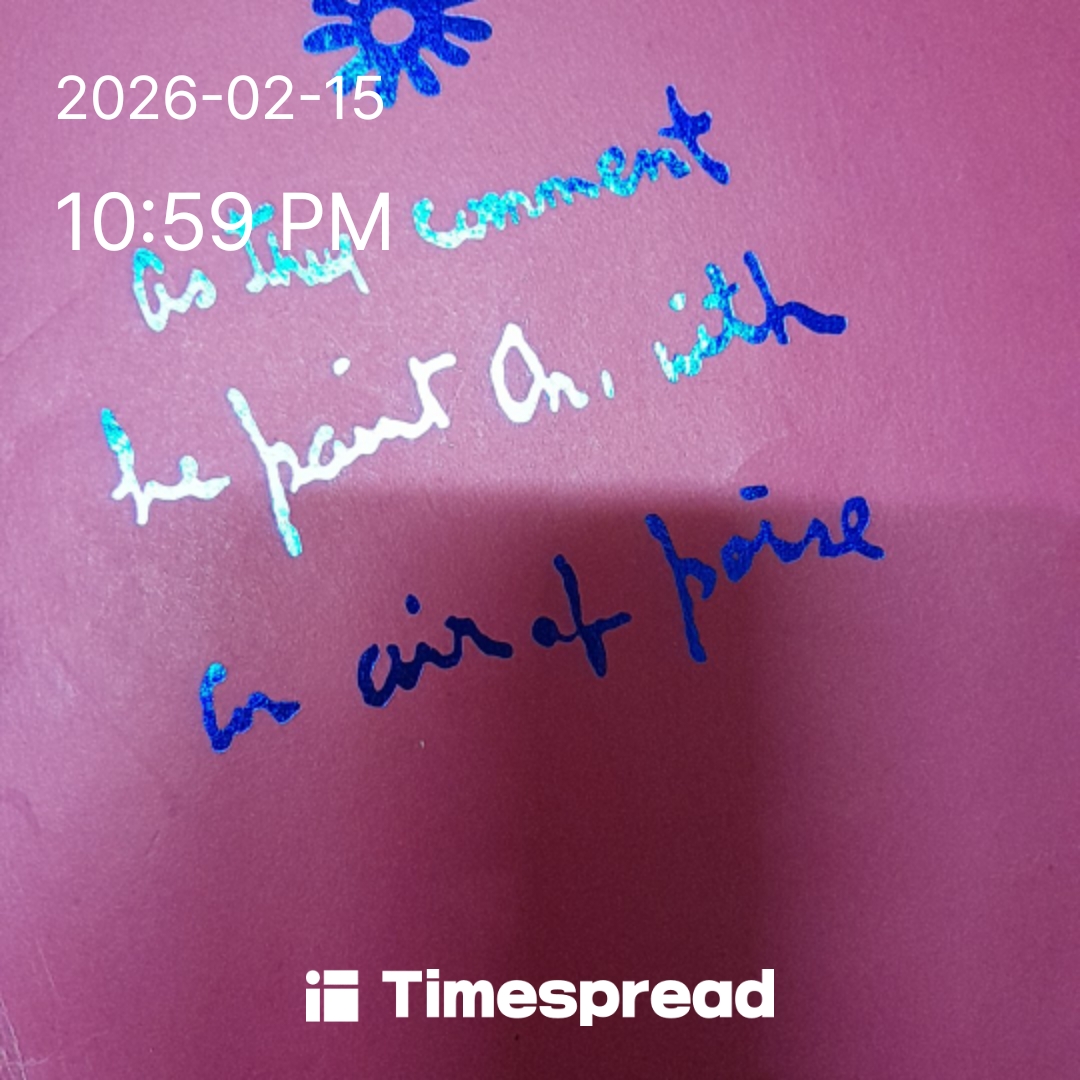 2026-02-15
10:59 PM
as they comment
he paint On, with
an air of poise
Timespread